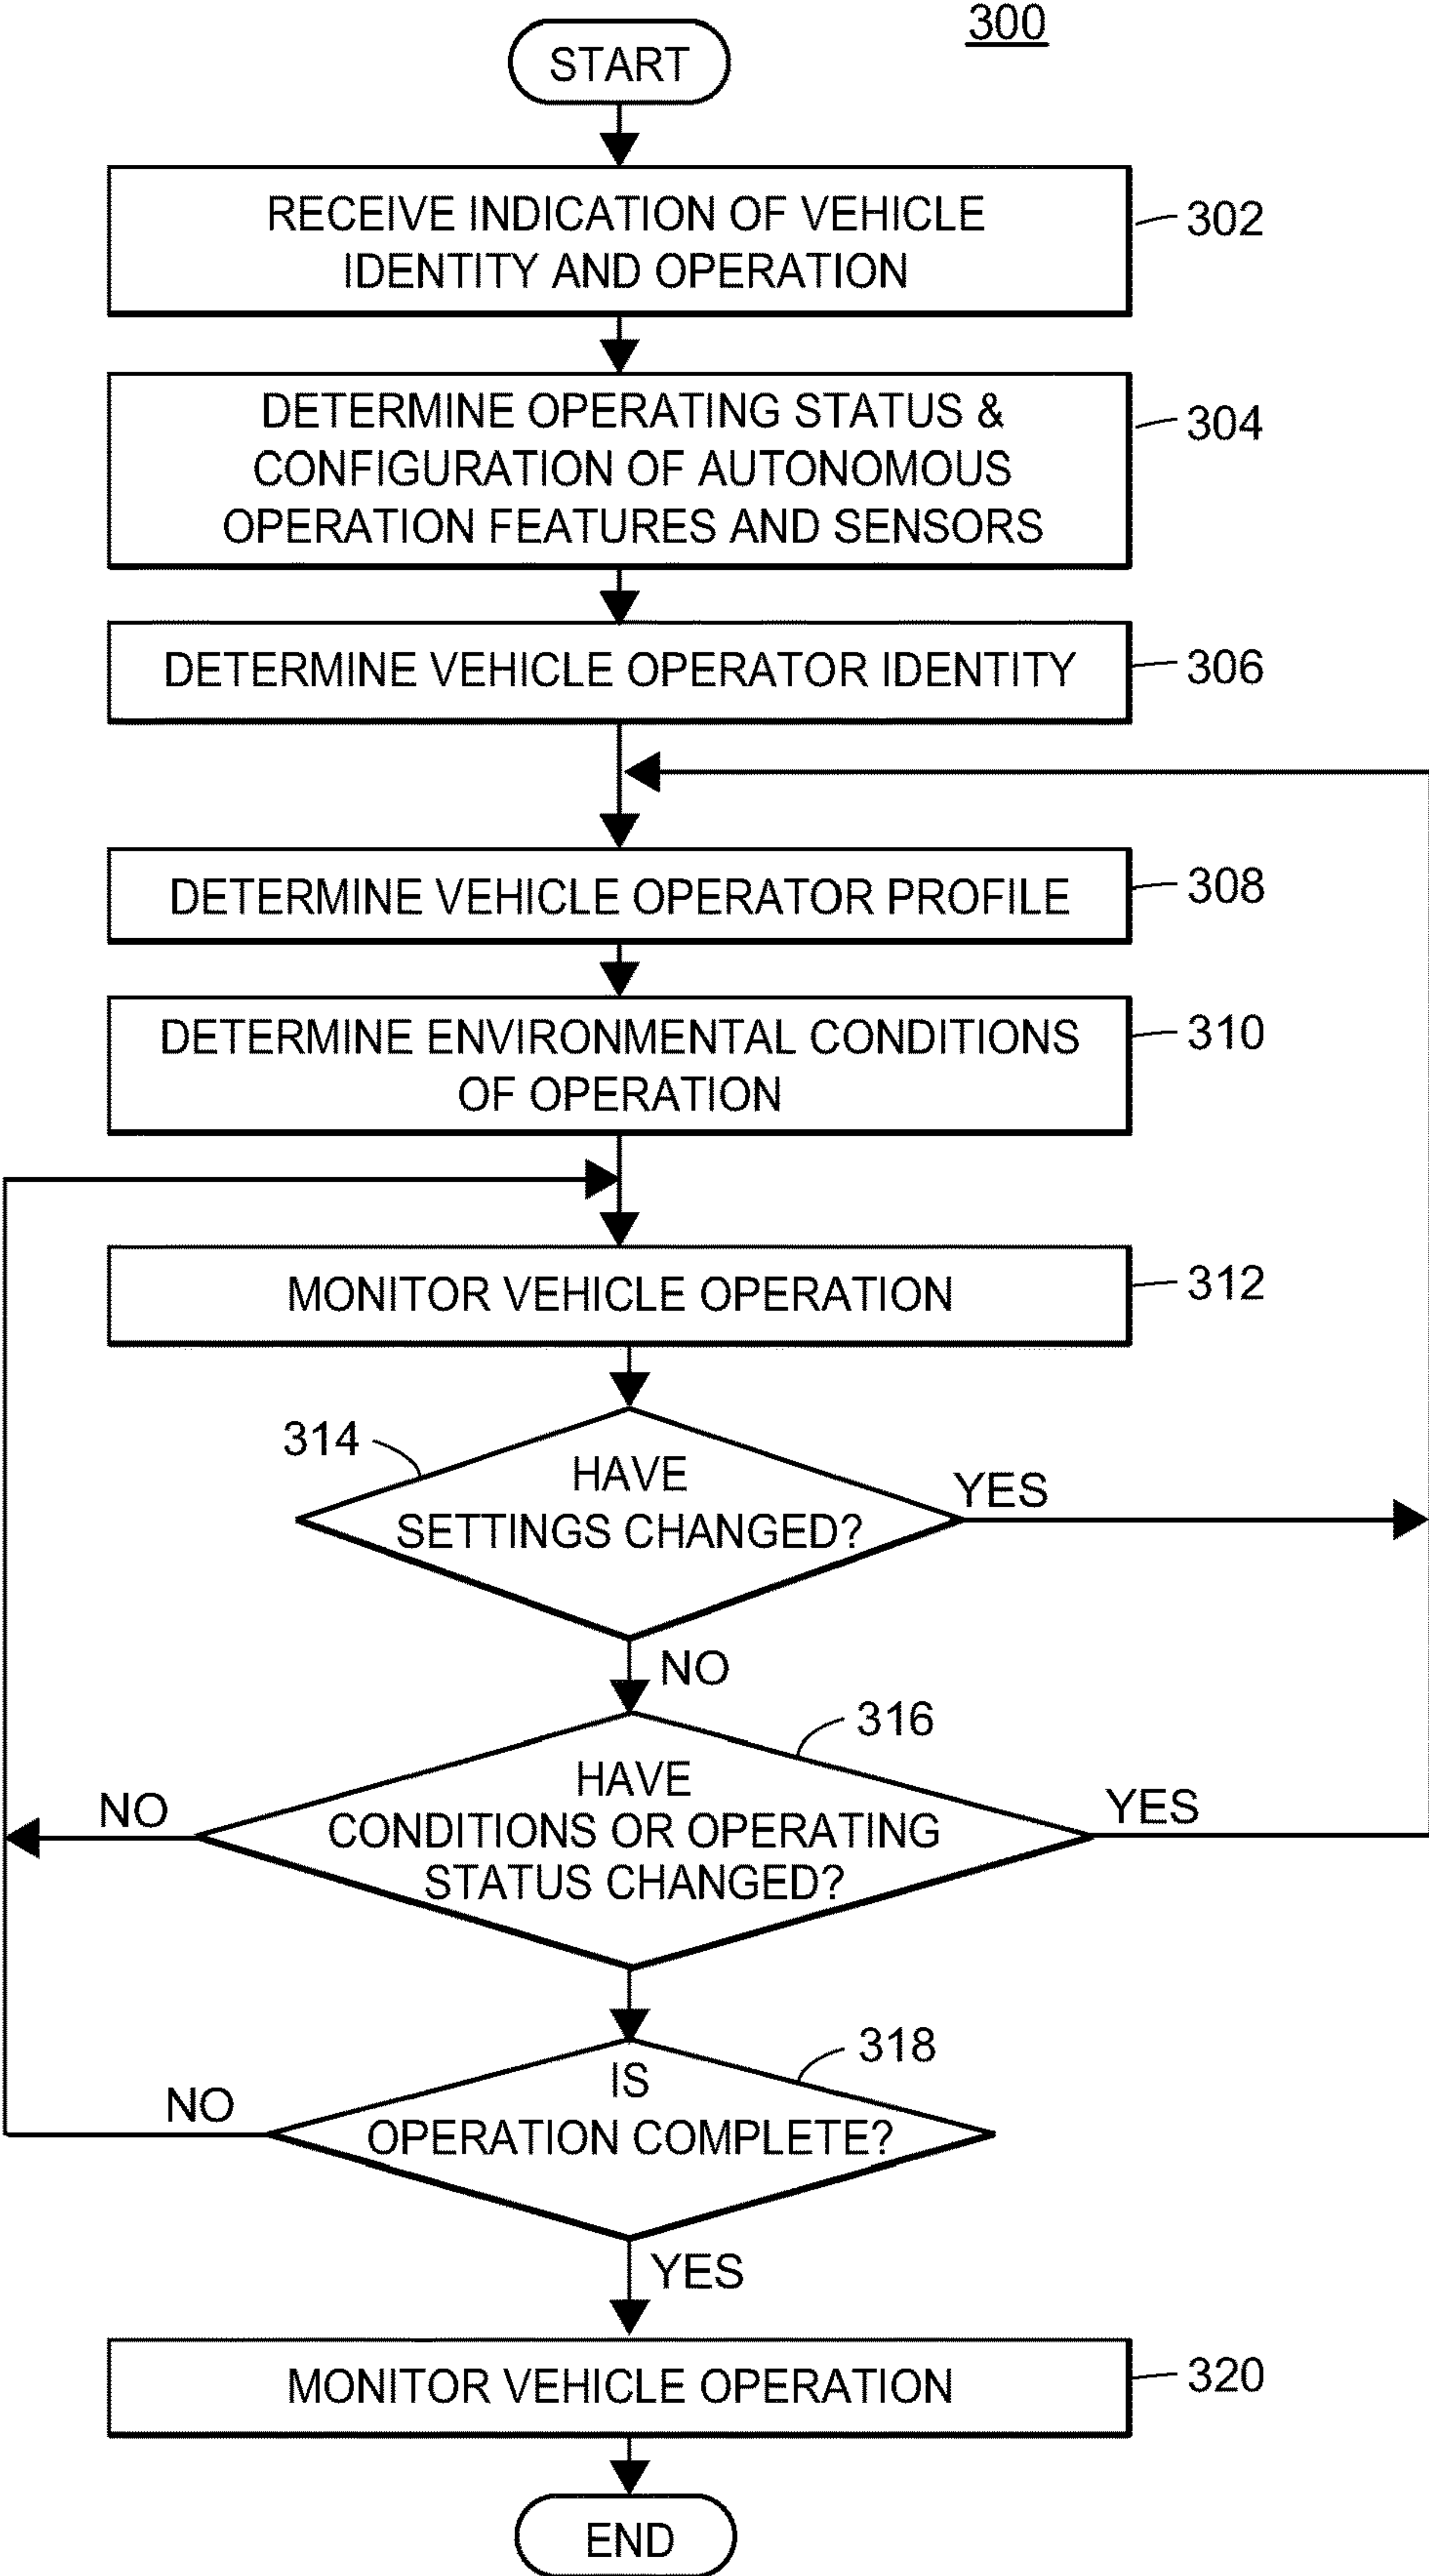 300
START
RECEIVE INDICATION OF VEHICLE
IDENTITY AND OPERATION
302
DETERMINE OPERATING STATUS &
CONFIGURATION OF AUTONOMOUS
OPERATION FEATURES AND SENSORS
304
DETERMINE VEHICLE OPERATOR IDENTITY
306
DETERMINE VEHICLE OPERATOR PROFILE
308
DETERMINE ENVIRONMENTAL CONDITIONS
OF OPERATION
310
MONITOR VEHICLE OPERATION
312
314
HAVE
SETTINGS CHANGED?
YES
NO
316
HAVE
CONDITIONS OR OPERATING
STATUS CHANGED?
NO
YES
318
IS
OPERATION COMPLETE?
NO
YES
MONITOR VEHICLE OPERATION
320
END